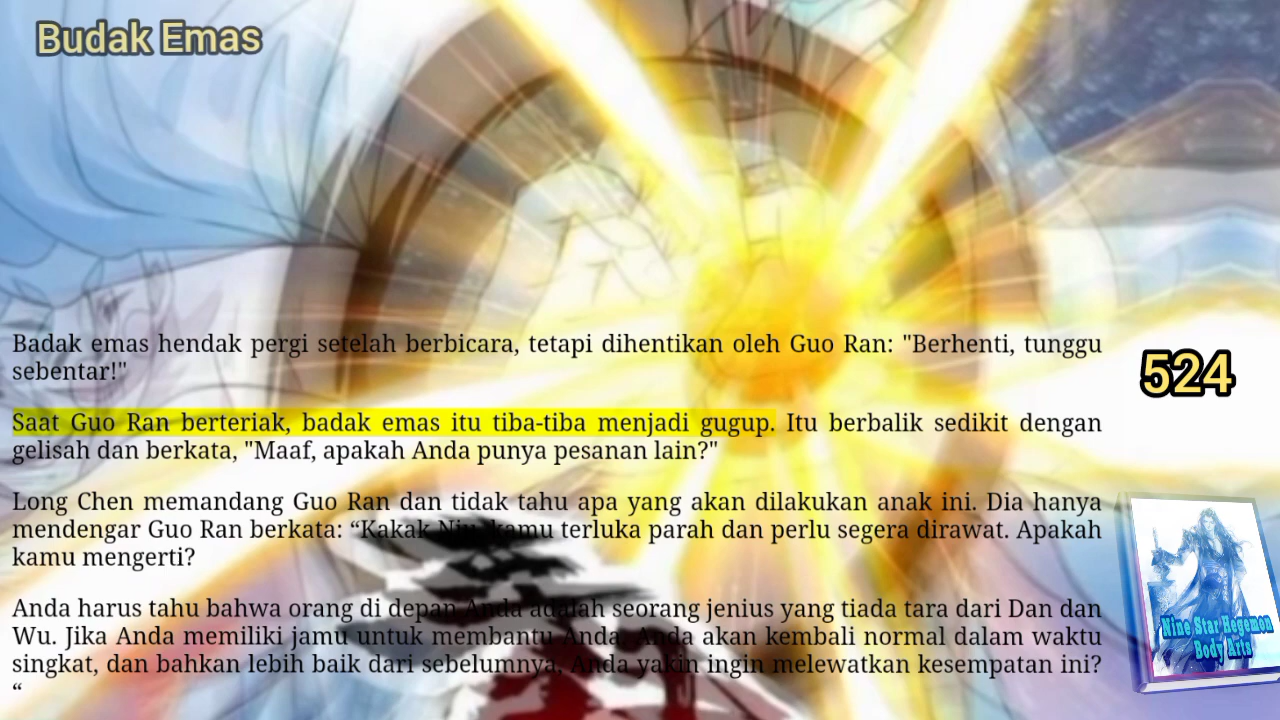 Budak Emas
Badak emas hendak pergi setelah berbicara, tetapi dihentikan oleh Guo Ran: "Berhenti, tunggu
sebentar!"
Saat Guo Ran berteriak, badak emas itu tiba-tiba menjadi gugup. Itu berbalik sedikit dengan
gelisah dan berkata, "Maaf, apakah Anda punya pesanan lain?"
Long Chen memandang Guo Ran dan tidak tahu apa yang akan dilakukan anak ini. Dia hanya
mendengar Guo Ran berkata: “Kakak Niu, kamu terluka parah dan perlu segera dirawat. Apakah
kamu mengerti?
Anda harus tahu bahwa orang di depan Anda adalah seorang jenius yang tiada tara dari Dan dan
Wu. Jika Anda memiliki jamu untuk membantu Anda, Anda akan kembali normal dalam waktu
singkat, dan bahkan lebih baik dari sebelumnya, Anda yakin ingin melewatkan kesempatan ini?
“
524
Nine Star Hegemon
Body Arts